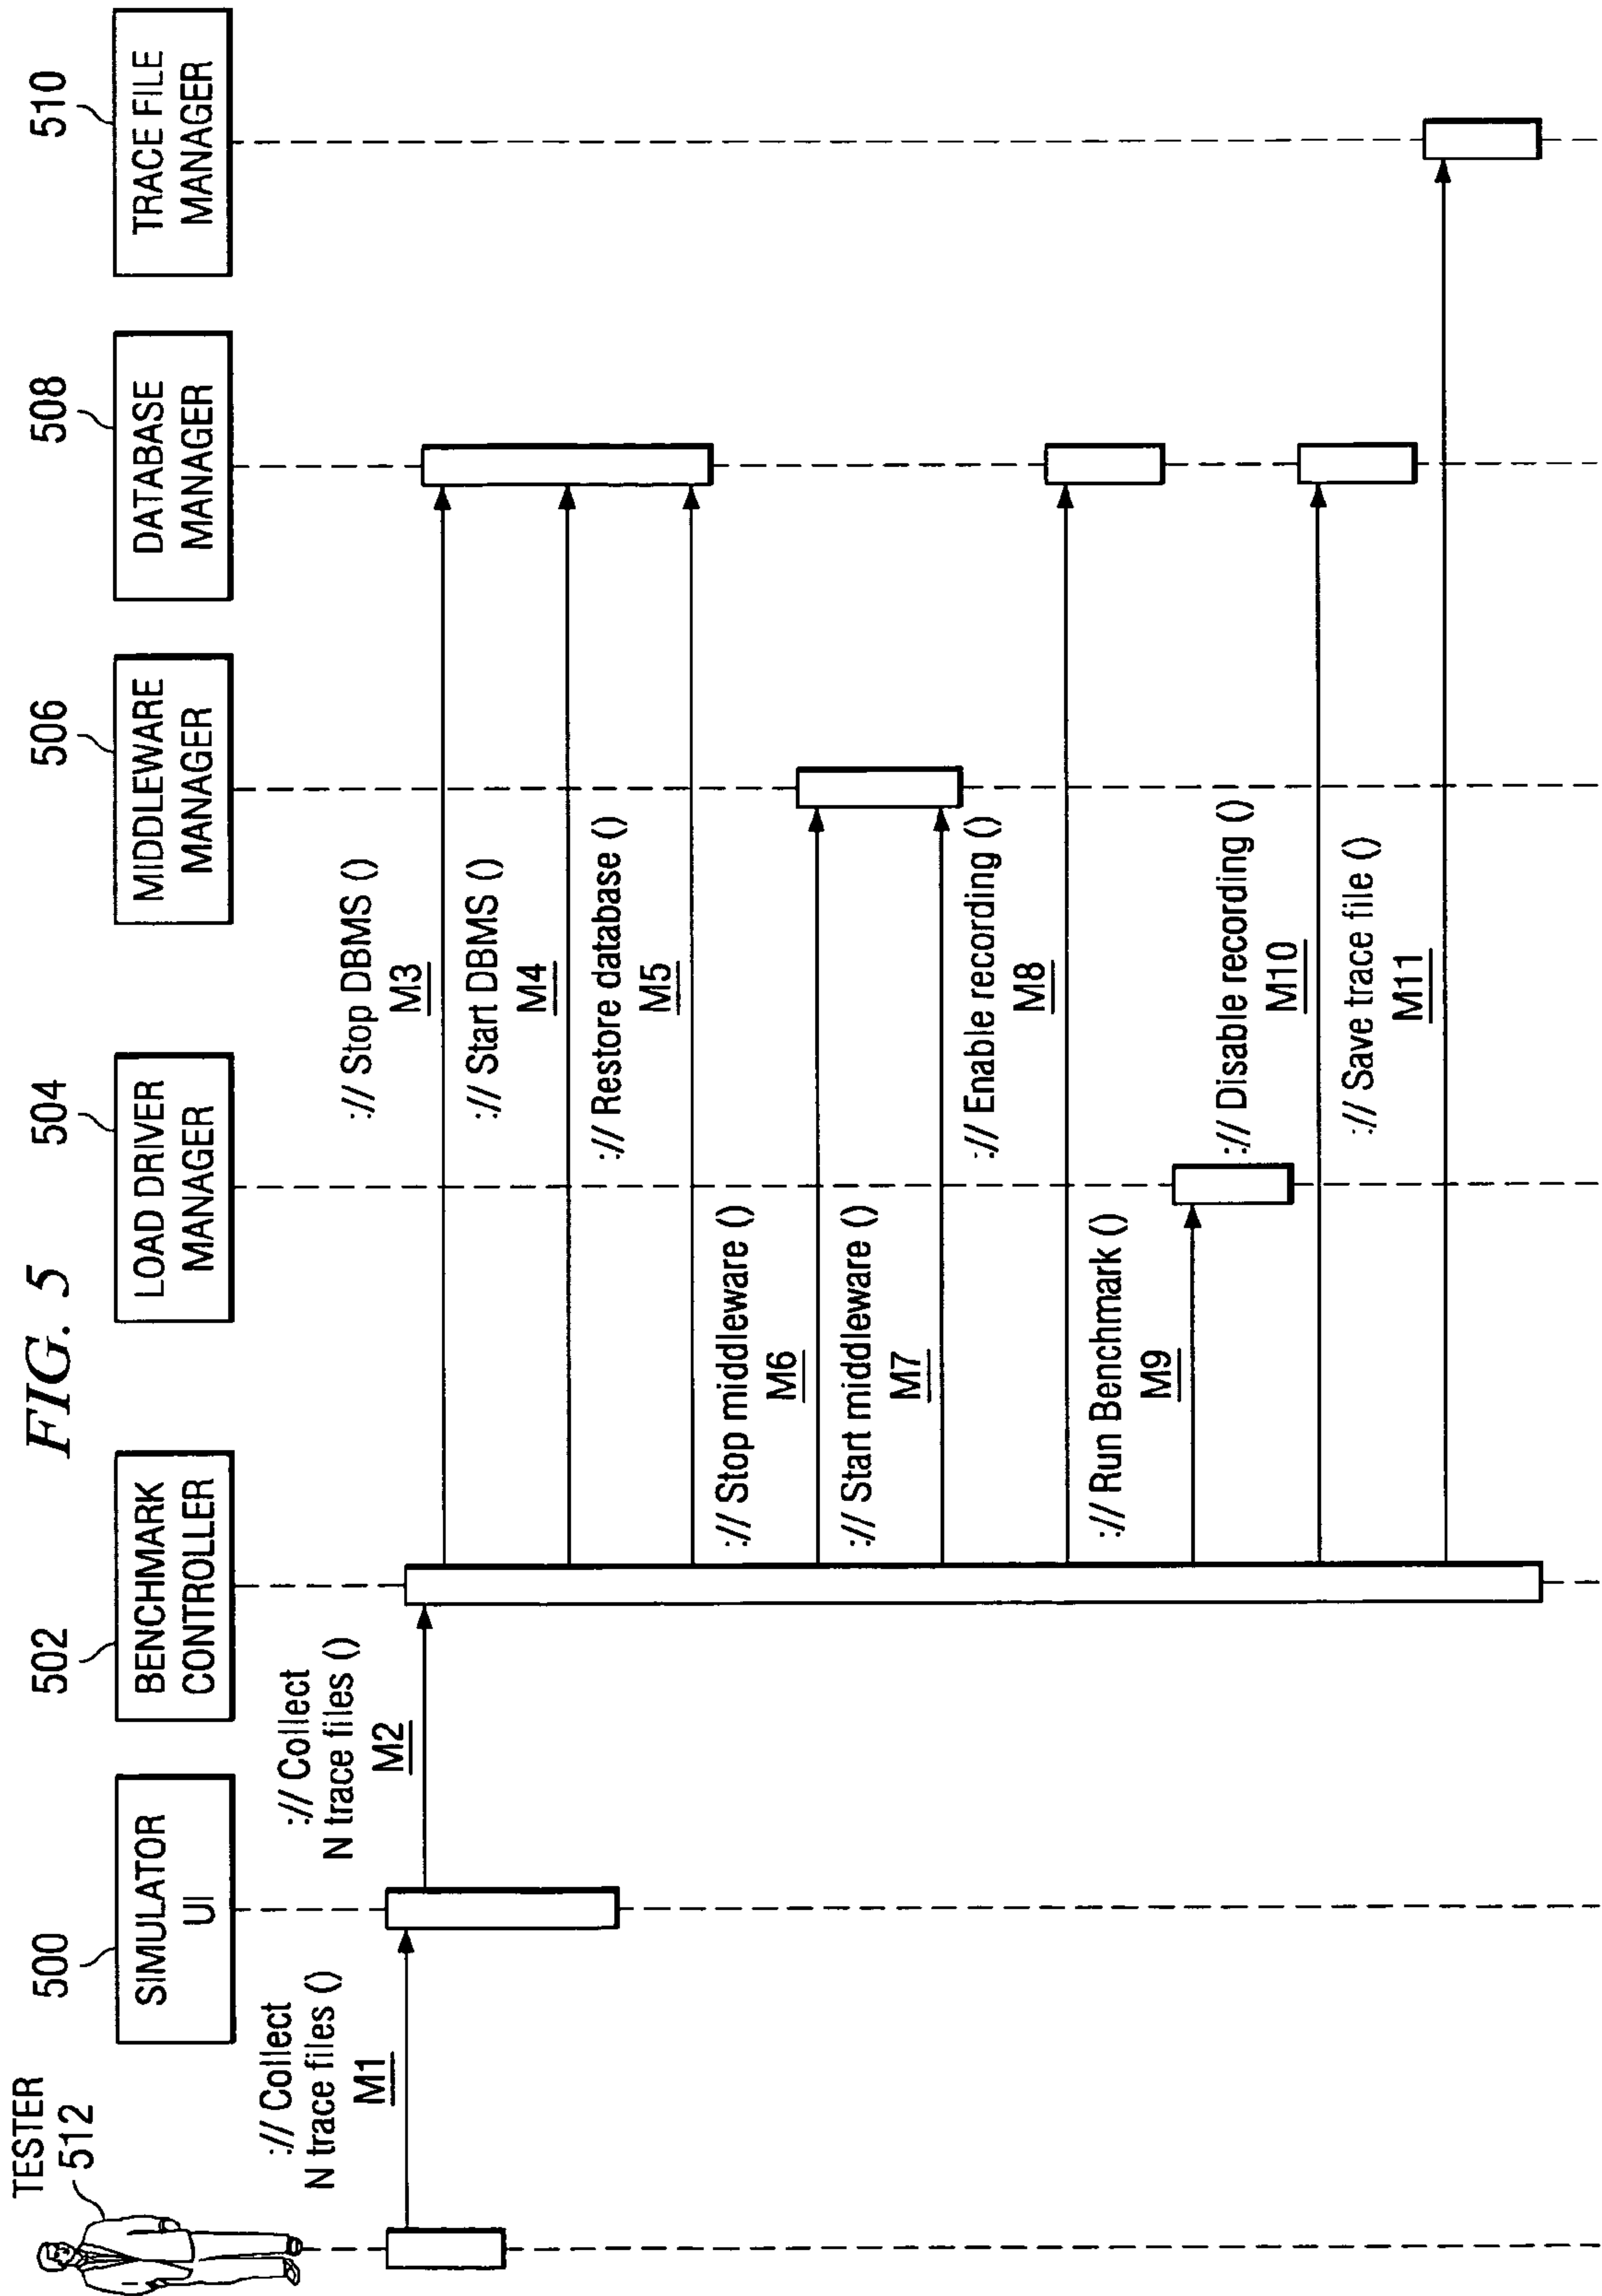 FIG. 5
TESTER
512
500
SIMULATOR
UI
502
BENCHMARK
CONTROLLER
504
LOAD DRIVER
MANAGER
506
MIDDLEWARE
MANAGER
508
DATABASE
MANAGER
510
TRACE FILE
MANAGER
:// Collect
N trace files ()
M1
:// Collect
N trace files ()
M2
:// Stop DBMS ()
M3
:// Start DBMS ()
M4
:// Restore database ()
M5
:// Stop middleware ()
M6
:// Start middleware ()
M7
:// Enable recording ()
M8
:// Run Benchmark ()
M9
:// Disable recording ()
M10
:// Save trace file ()
M11